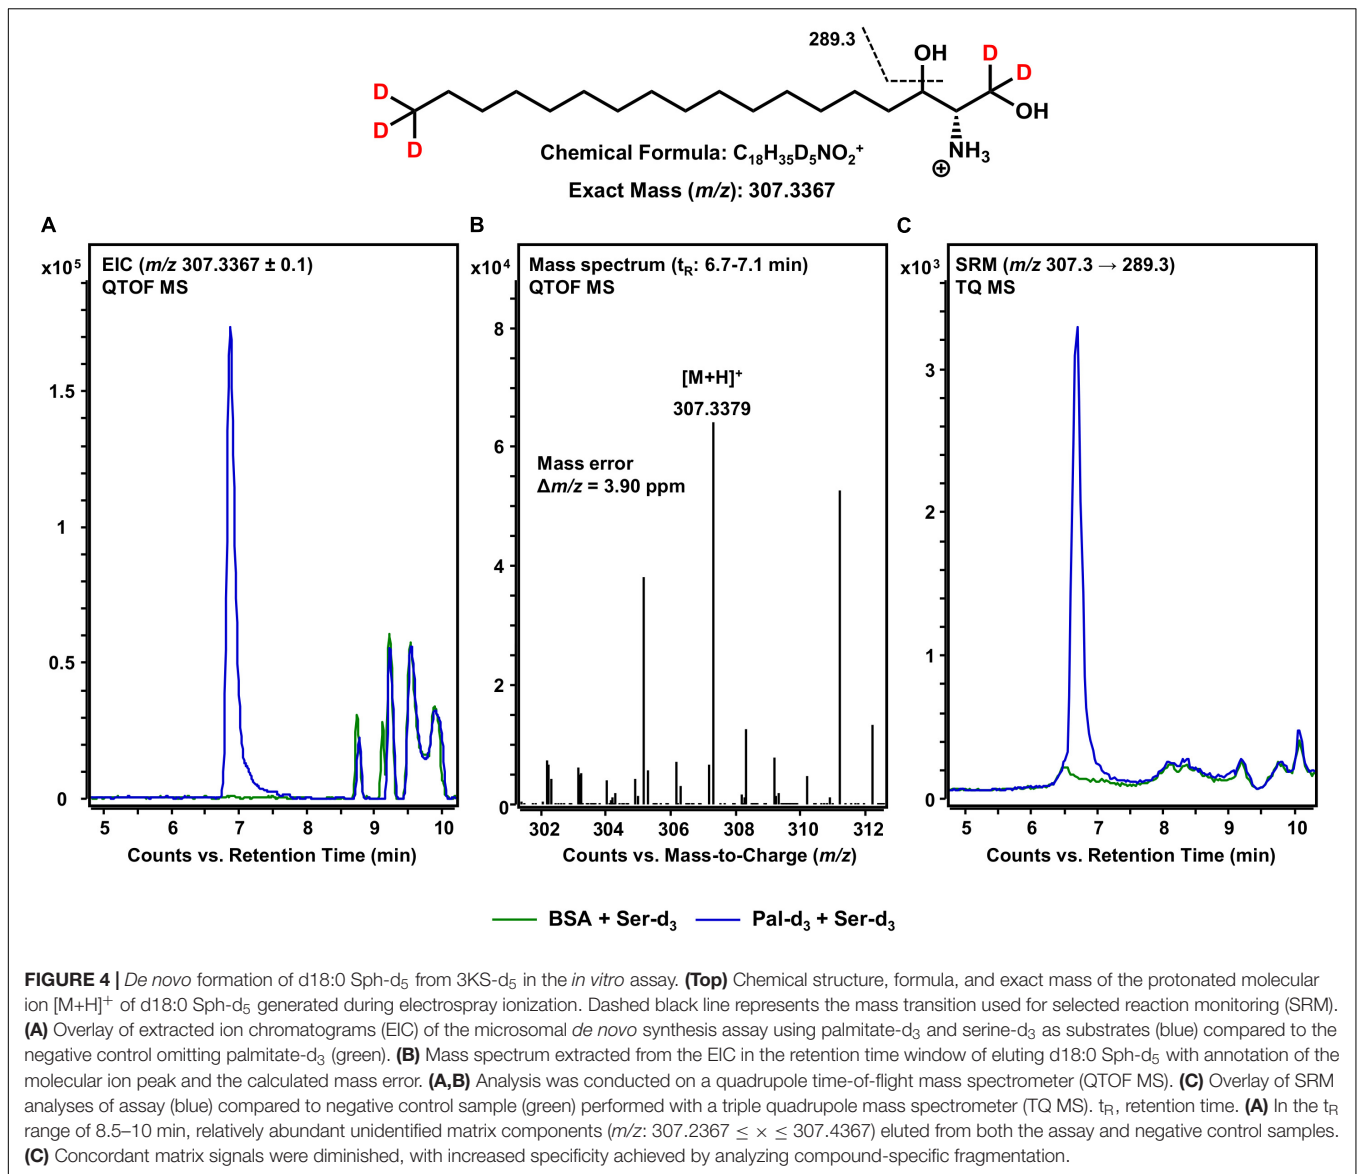 289.3
OH
D
D
D
D
D
OH
NH3
⊕
Chemical Formula: C18H35D5NO2+
Exact Mass (m/z): 307.3367
A
x10^5
EIC (m/z 307.3367 ± 0.1)
QTOF MS
1.5
1
0.5
0
5 6 7 8 9 10
Counts vs. Retention Time (min)
B
x10^4
Mass spectrum (tR: 6.7-7.1 min)
QTOF MS
[M+H]+
307.3379
Mass error
Δm/z = 3.90 ppm
8
6
4
2
0
302 304 306 308 310 312
Counts vs. Mass-to-Charge (m/z)
C
x10^3
SRM (m/z 307.3 → 289.3)
TQ MS
3
2
1
0
5 6 7 8 9 10
Counts vs. Retention Time (min)
BSA + Ser-d3
Pal-d3 + Ser-d3
FIGURE 4 | De novo formation of d18:0 Sph-d5 from 3KS-d5 in the in vitro assay. (Top) Chemical structure, formula, and exact mass of the protonated molecular
ion [M+H]+ of d18:0 Sph-d5 generated during electrospray ionization. Dashed black line represents the mass transition used for selected reaction monitoring (SRM).
(A) Overlay of extracted ion chromatograms (EIC) of the microsomal de novo synthesis assay using palmitate-d3 and serine-d3 as substrates (blue) compared to the
negative control omitting palmitate-d3 (green). (B) Mass spectrum extracted from the EIC in the retention time window of eluting d18:0 Sph-d5 with annotation of the
molecular ion peak and the calculated mass error. (A,B) Analysis was conducted on a quadrupole time-of-flight mass spectrometer (QTOF MS). (C) Overlay of SRM
analyses of assay (blue) compared to negative control sample (green) performed with a triple quadrupole mass spectrometer (TQ MS). tR, retention time. (A) In the tR
range of 8.5–10 min, relatively abundant unidentified matrix components (m/z: 307.2367 ≤ × ≤ 307.4367) eluted from both the assay and negative control samples.
(C) Concordant matrix signals were diminished, with increased specificity achieved by analyzing compound-specific fragmentation.